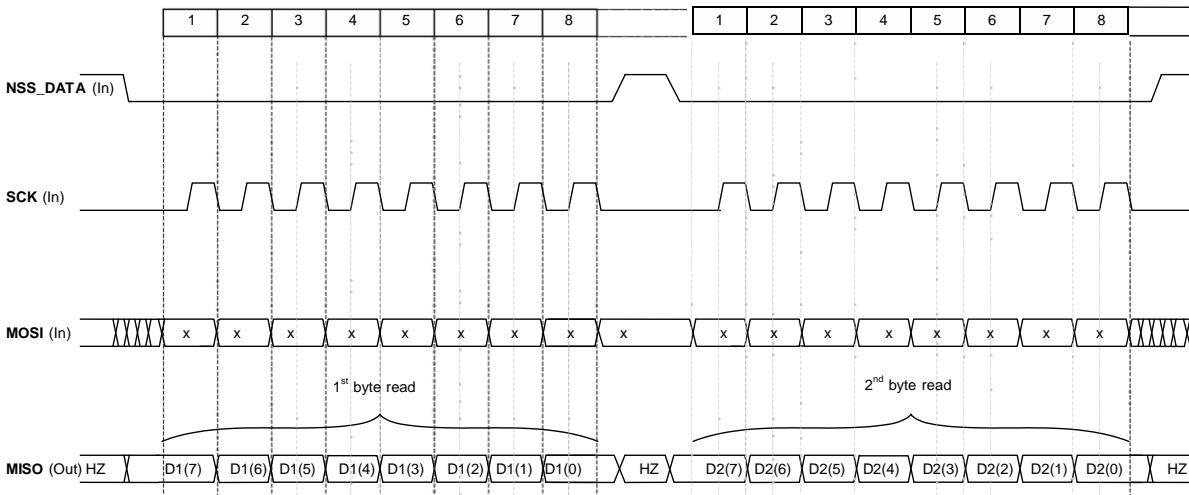 1 2 3 4 5 6 7 8 1 2 3 4 5 6 7 8
NSS_DATA (In)
SCK (In)
MOSI (In) x x x x x x x x x x x x x x x x x
1st byte read 2nd byte read
MISO (Out) HZ D1(7) D1(6) D1(5) D1(4) D1(3) D1(2) D1(1) D1(0) HZ D2(7) D2(6) D2(5) D2(4) D2(3) D2(2) D2(1) D2(0) HZ